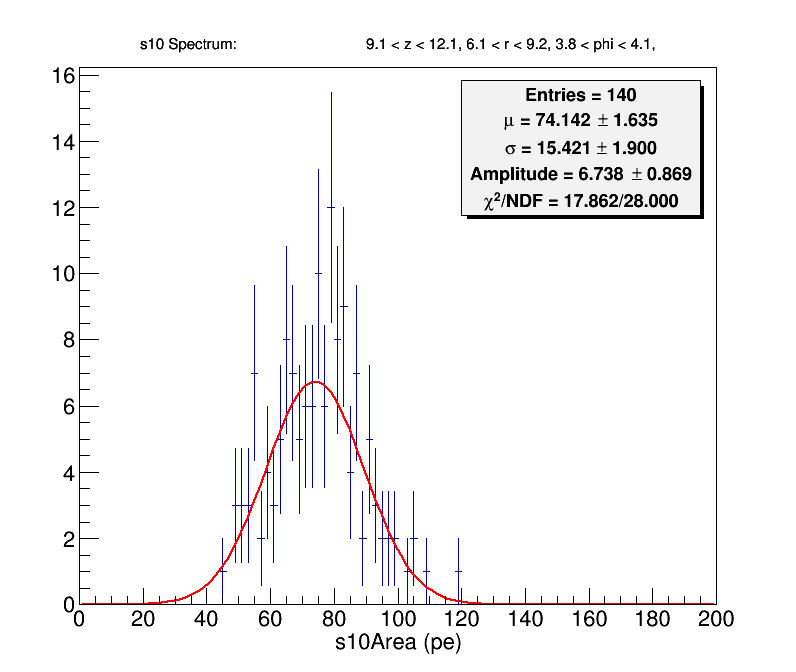 s10 Spectrum: 9.1 < z < 12.1, 6.1 < r < 9.2, 3.8 < phi < 4.1,
Entries = 140
μ = 74.142 ± 1.635
σ = 15.421 ± 1.900
Amplitude = 6.738 ± 0.869
χ²/NDF = 17.862/28.000
16
14
12
10
8
6
4
2
0
0 20 40 60 80 100 120 140 160 180 200
s10Area (pe)